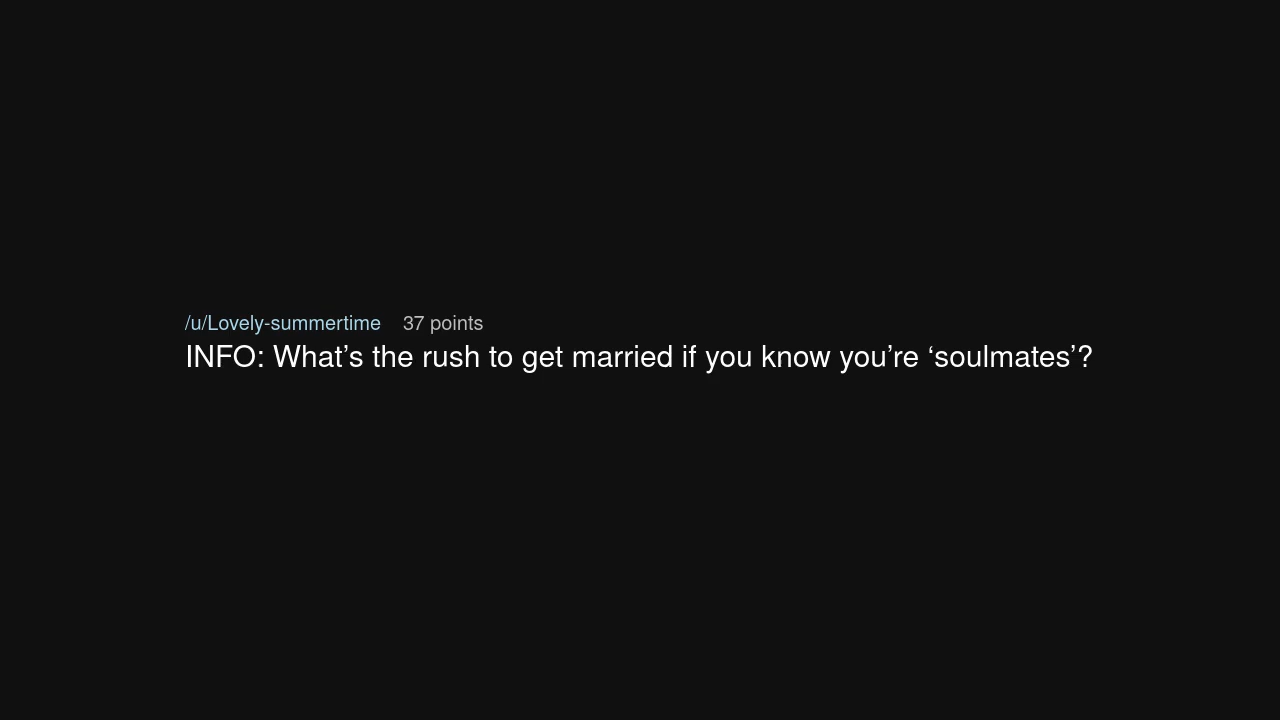 /u/Lovely-summertime 37 points
INFO: What’s the rush to get married if you know you’re ‘soulmates’?